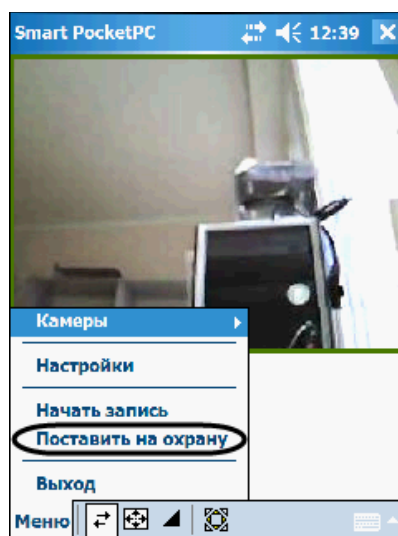 Smart PocketPC 12:39
Камеры
Настройки
Начать запись
Поставить на охрану
Выход
Меню